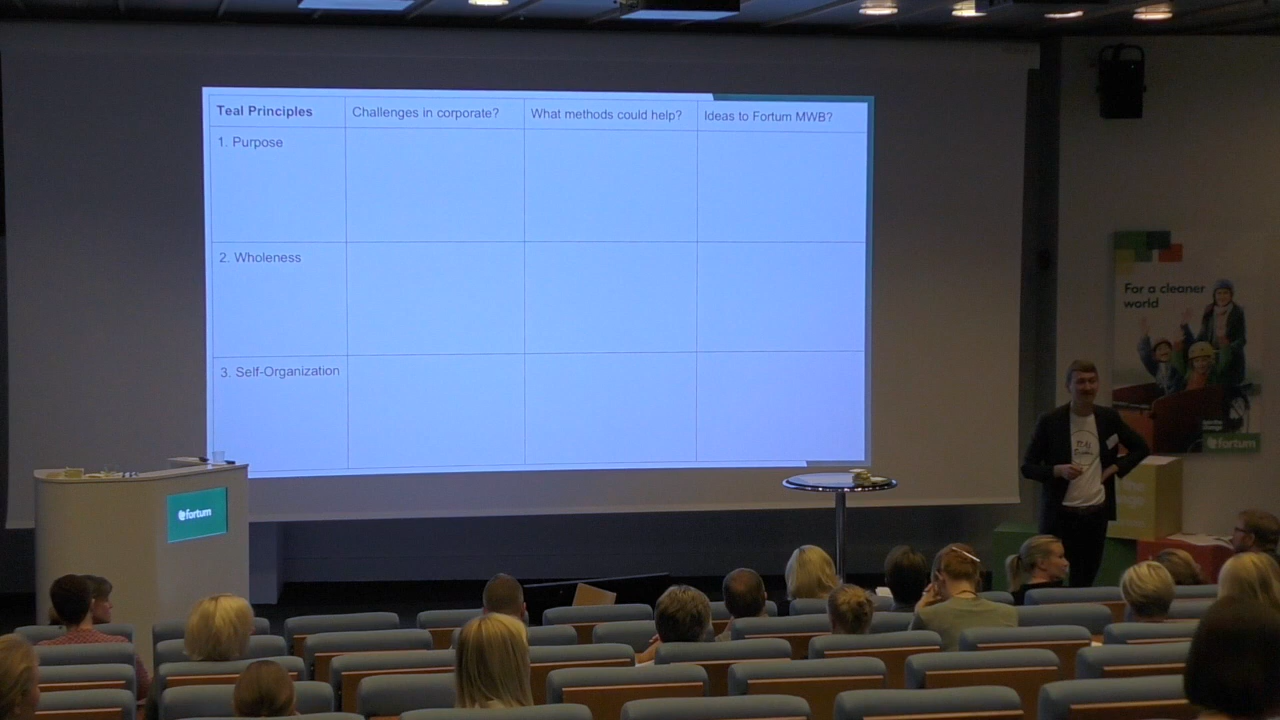 Teal Principles
Challenges in corporate?
What methods could help?
Ideas to Fortum MWB?
1. Purpose
2. Wholeness
3. Self-Organization
For a cleaner
world
fortum
fortum